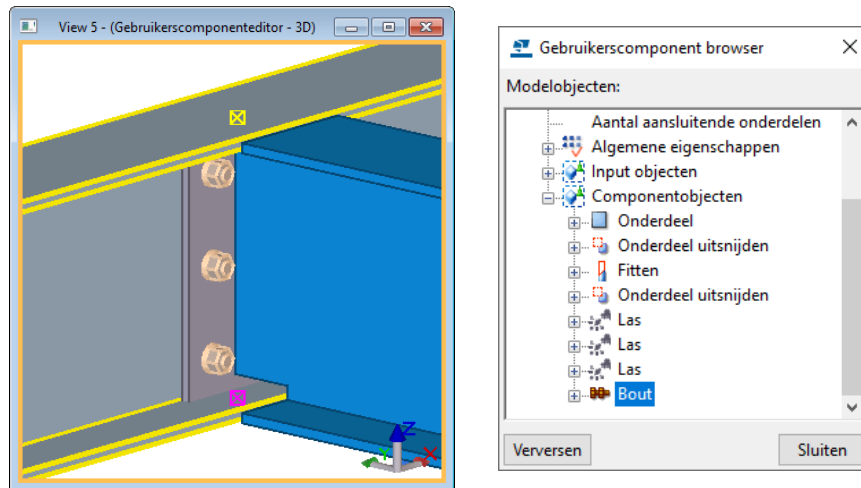 View 5 - (Gebruikerscomponenteditor - 3D)
Z
Y
X
Gebruikerscomponent browser
Modelobjecten:
Aantal aansluitende onderdelen
Algemene eigenschappen
Input objecten
Componentobjecten
Onderdeel
Onderdeel uitsnijden
Fitten
Onderdeel uitsnijden
Las
Las
Las
Bout
Verversen
Sluiten